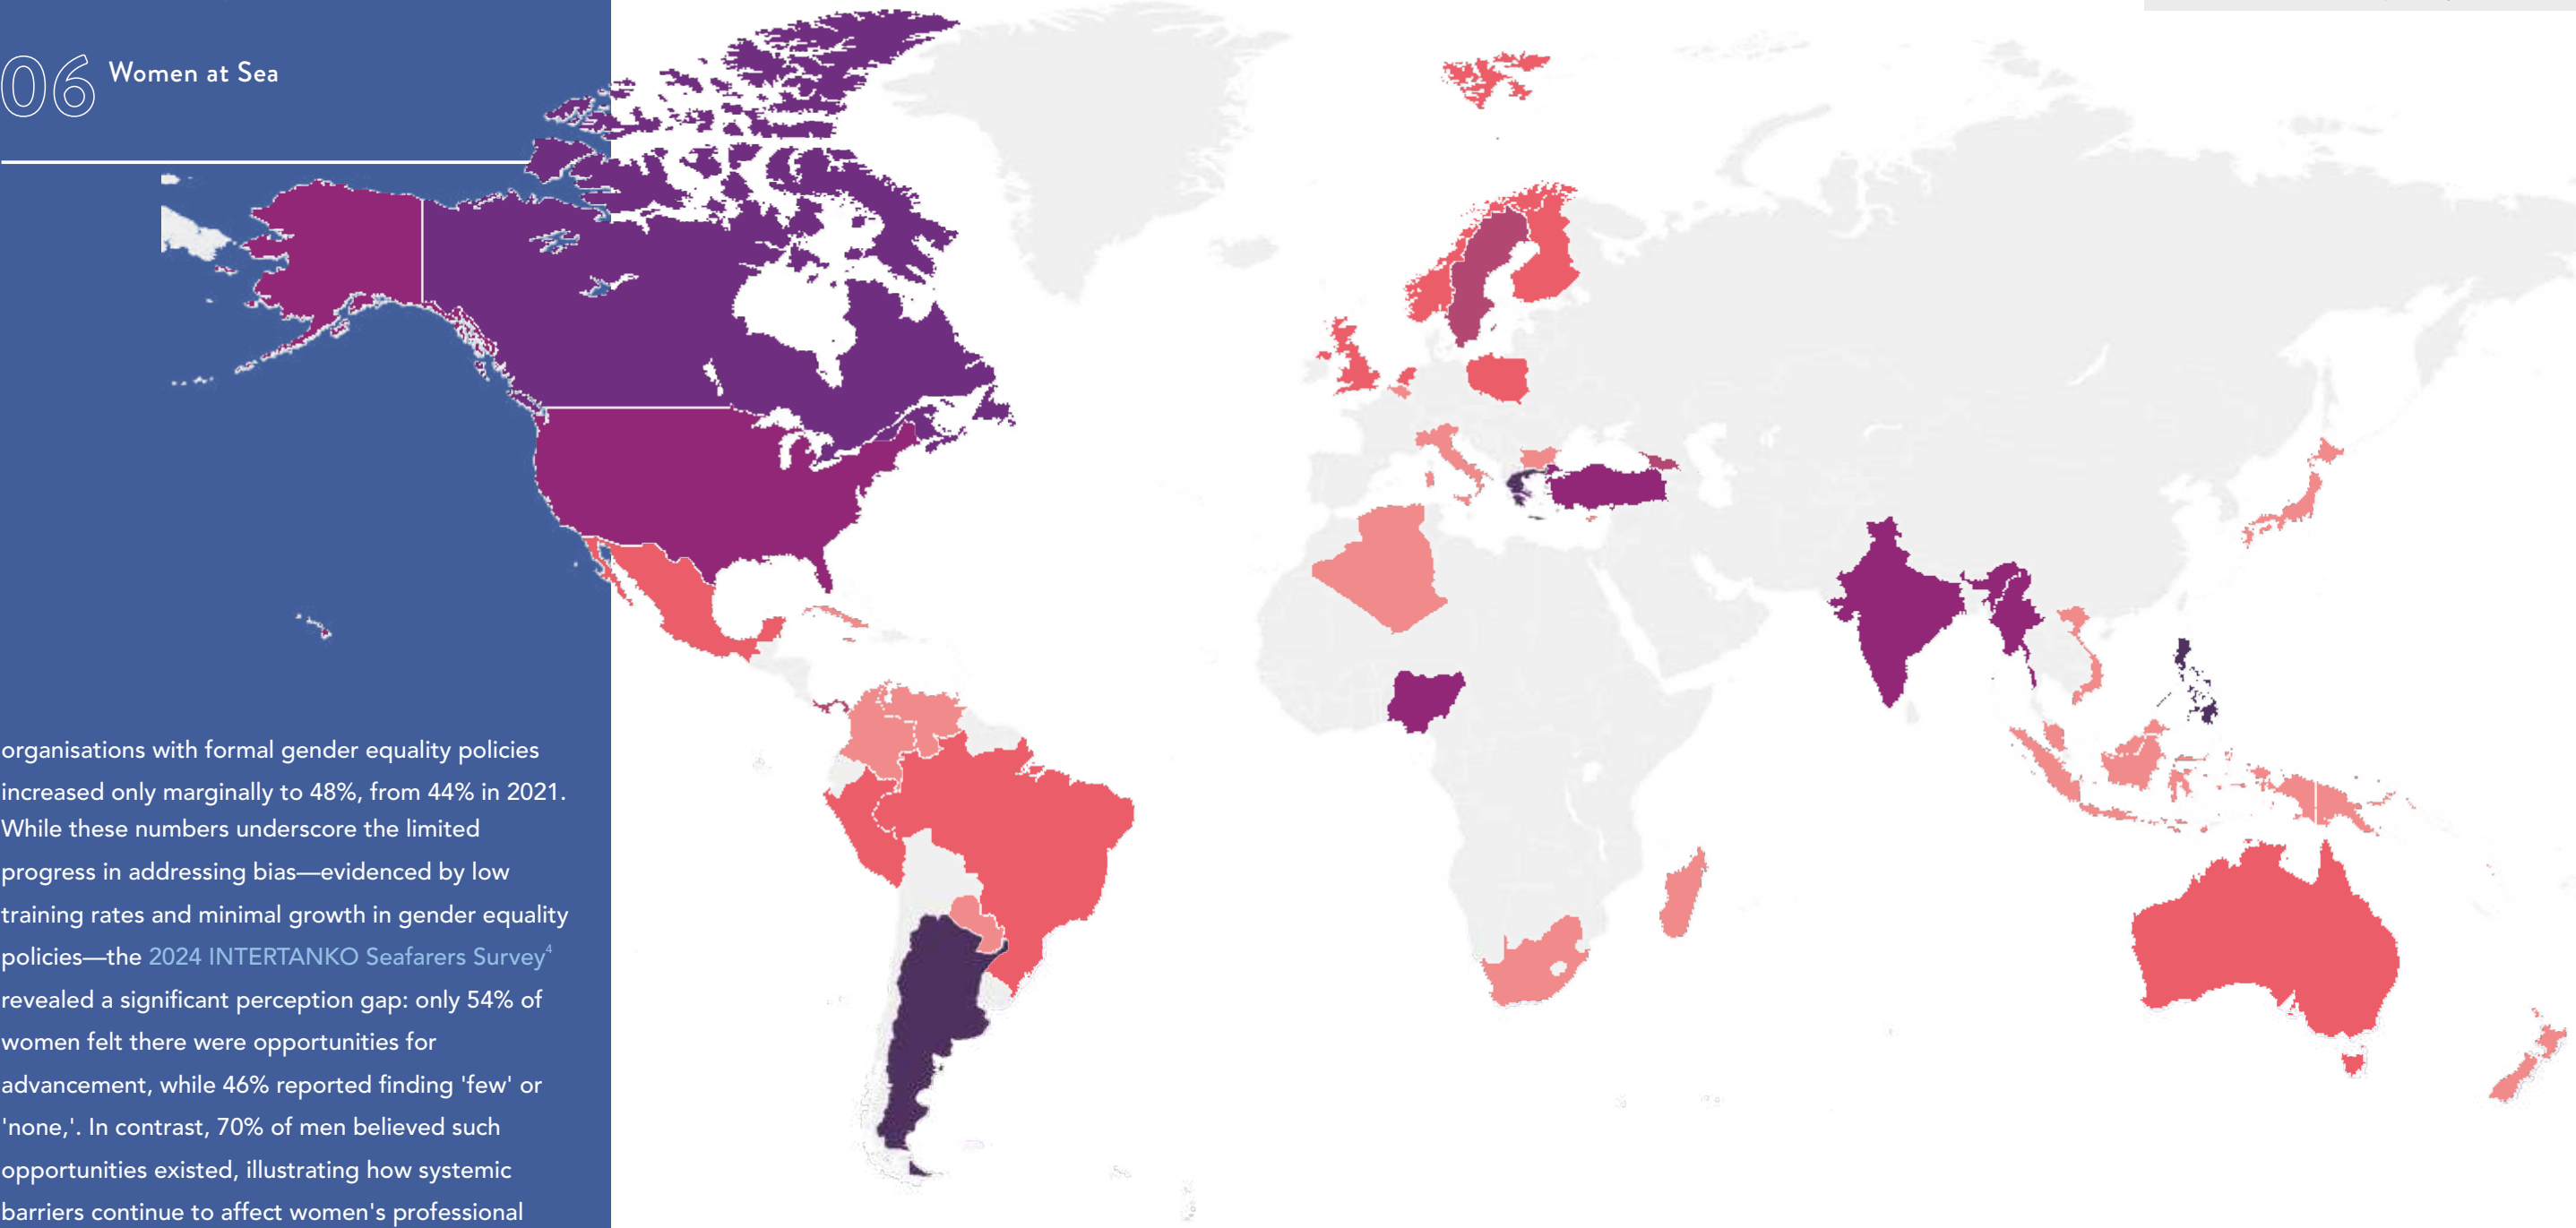 06 Women at Sea
organisations with formal gender equality policies
increased only marginally to 48%, from 44% in 2021.
While these numbers underscore the limited
progress in addressing bias—evidenced by low
training rates and minimal growth in gender equality
policies—the 2024 INTERTANKO Seafarers Survey4
revealed a significant perception gap: only 54% of
women felt there were opportunities for
advancement, while 46% reported finding 'few' or
'none,'. In contrast, 70% of men believed such
opportunities existed, illustrating how systemic
barriers continue to affect women's professional